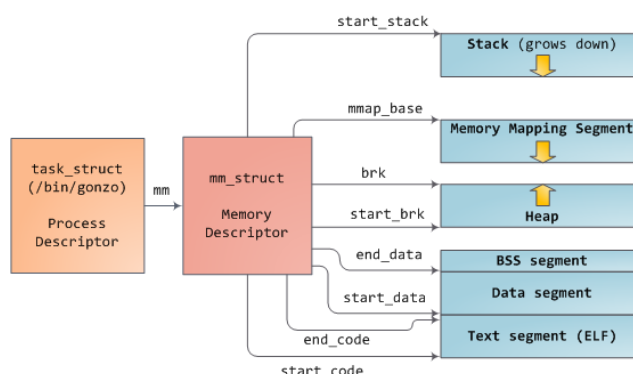 start_stack
Stack (grows down)
mmap_base
Memory Mapping Segment
task_struct
(/bin/gonzo)
Process
Descriptor
mm
mm_struct
Memory
Descriptor
brk
start_brk
Heap
end_data
BSS segment
start_data
Data segment
end_code
Text segment (ELF)
start_code